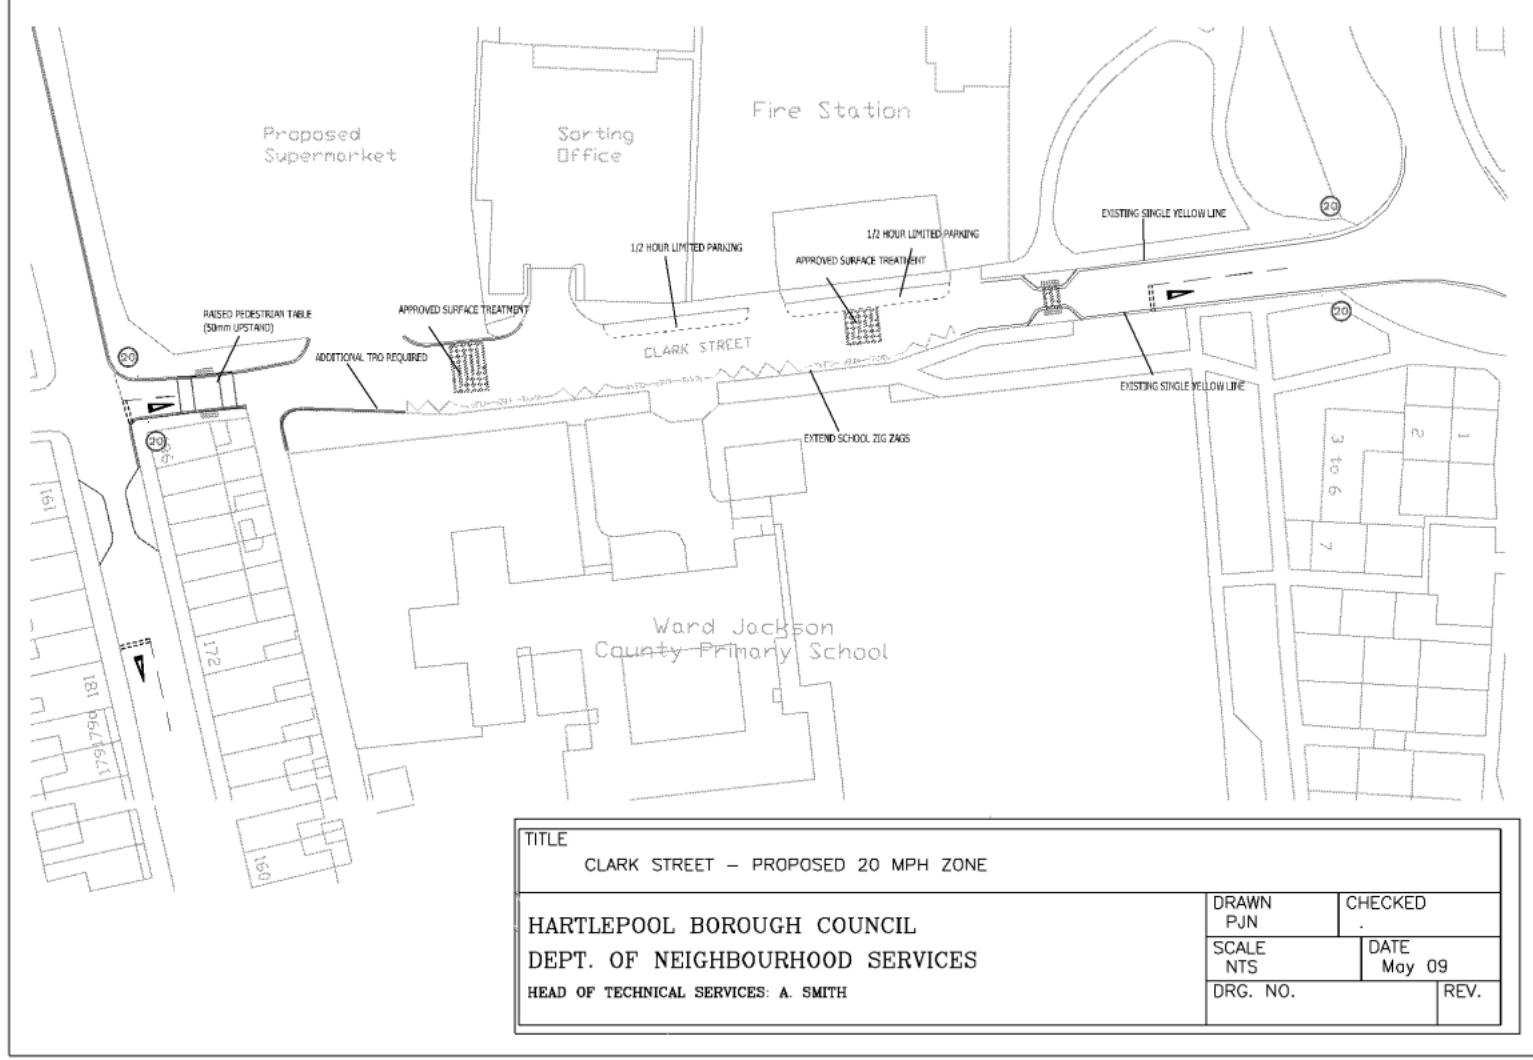 Proposed
Supermarket
Sorting
Office
Fire Station
20
EXISTING SINGLE YELLOW LINE
1/2 HOUR LIMITED PARKING
1/2 HOUR LIMITED PARKING
APPROVED SURFACE TREATMENT
APPROVED SURFACE TREATMENT
RAISED PEDESTRIAN TABLE
(50mm UPSTAND)
20
ADDITIONAL TRO REQUIRED
CLARK STREET
20
EXISTING SINGLE YELLOW LINE
20
EXTEND SCHOOL ZIG ZAGS
1
2
3 to 6
7
161
172
181
160
Ward Jackson
County Primary School
TITLE
CLARK STREET – PROPOSED 20 MPH ZONE
HARTLEPOOL BOROUGH COUNCIL
DEPT. OF NEIGHBOURHOOD SERVICES
HEAD OF TECHNICAL SERVICES: A. SMITH
DRAWN
PJN
CHECKED
.
SCALE
NTS
DATE
May 09
DRG. NO.
REV.